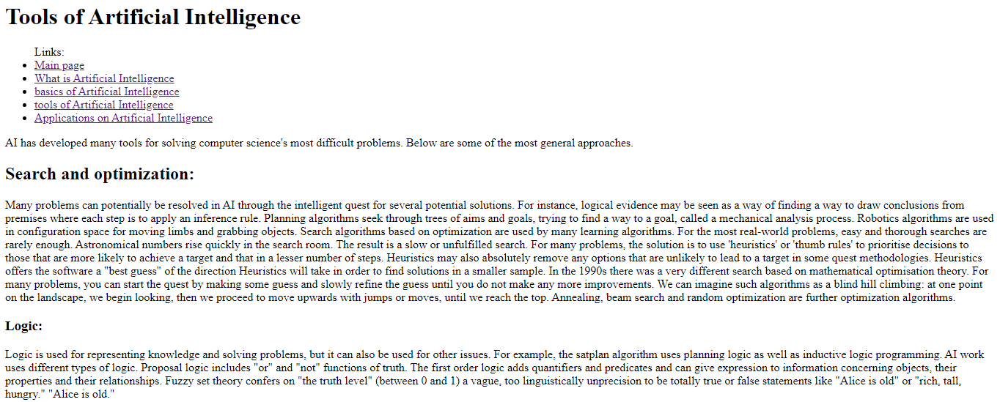 Tools of Artificial Intelligence
Links:
Main page
What is Artificial Intelligence
basics of Artificial Intelligence
tools of Artificial Intelligence
Applications on Artificial Intelligence
AI has developed many tools for solving computer science's most difficult problems. Below are some of the most general approaches.
Search and optimization:
Many problems can potentially be resolved in AI through the intelligent quest for several potential solutions. For instance, logical evidence may be seen as a way of finding a way to draw conclusions from
premises where each step is to apply an inference rule. Planning algorithms seek through trees of aims and goals, trying to find a way to a goal, called a mechanical analysis process. Robotics algorithms are used
in configuration space for moving limbs and grabbing objects. Search algorithms based on optimization are used by many learning algorithms. For the most real-world problems, easy and thorough searches are
rarely enough. Astronomical numbers rise quickly in the search room. The result is a slow or unfulfilled search. For many problems, the solution is to use 'heuristics' or 'thumb rules' to prioritise decisions to
those that are more likely to achieve a target and that in a lesser number of steps. Heuristics may also absolutely remove any options that are unlikely to lead to a target in some quest methodologies. Heuristics
offers the software a "best guess" of the direction Heuristics will take in order to find solutions in a smaller sample. In the 1990s there was a very different search based on mathematical optimisation theory. For
many problems, you can start the quest by making some guess and slowly refine the guess until you do not make any more improvements. We can imagine such algorithms as a blind hill climbing: at one point
on the landscape, we begin looking, then we proceed to move upwards with jumps or moves, until we reach the top. Annealing, beam search and random optimization are further optimization algorithms.
Logic:
Logic is used for representing knowledge and solving problems, but it can also be used for other issues. For example, the satplan algorithm uses planning logic as well as inductive logic programming. AI work
uses different types of logic. Proposal logic includes "or" and "not" functions of truth. The first order logic adds quantifiers and predicates and can give expression to information concerning objects, their
properties and their relationships. Fuzzy set theory confers on "the truth level" (between 0 and 1) a vague, too linguistically unprecision to be totally true or false statements like "Alice is old" or "rich, tall,
hungry." "Alice is old."